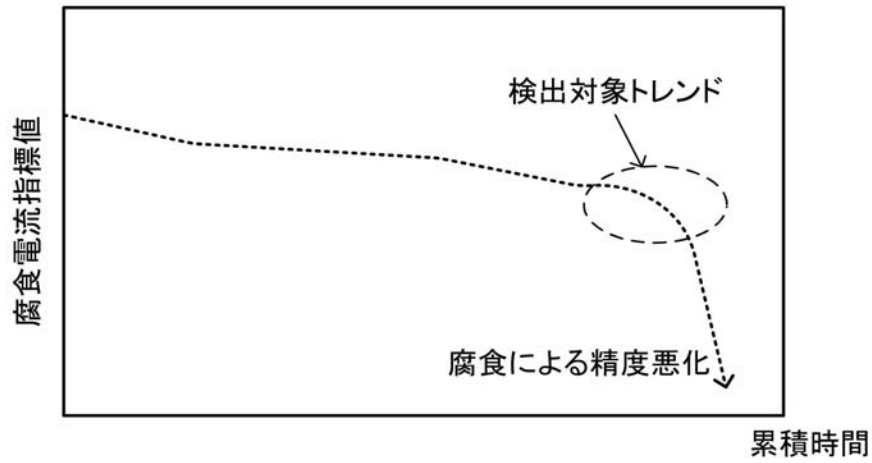 検出対象トレンド
腐食電流指標値
腐食による精度悪化
累積時間